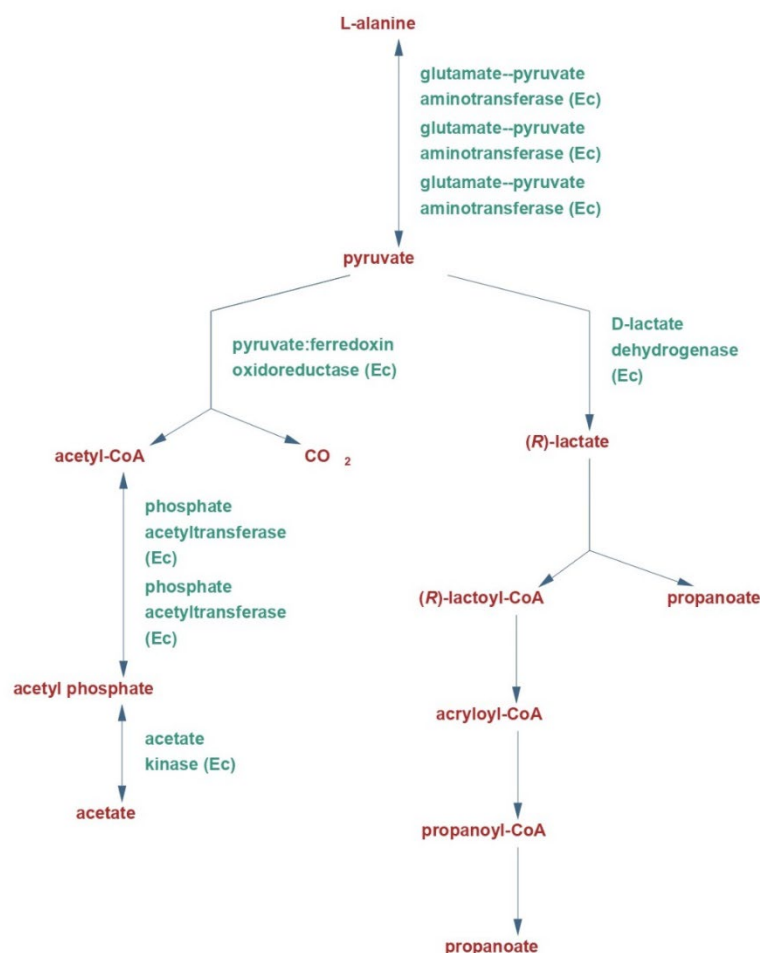 L-alanine
glutamate--pyruvate
aminotransferase (Ec)
glutamate--pyruvate
aminotransferase (Ec)
glutamate--pyruvate
aminotransferase (Ec)
pyruvate
pyruvate:ferredoxin
oxidoreductase (Ec)
D-lactate
dehydrogenase
(Ec)
acetyl-CoA
CO 2
(R)-lactate
phosphate
acetyltransferase
(Ec)
phosphate
acetyltransferase
(Ec)
(R)-lactoyl-CoA
propanoate
acetyl phosphate
acryloyl-CoA
acetate
kinase (Ec)
acetate
propanoyl-CoA
propanoate